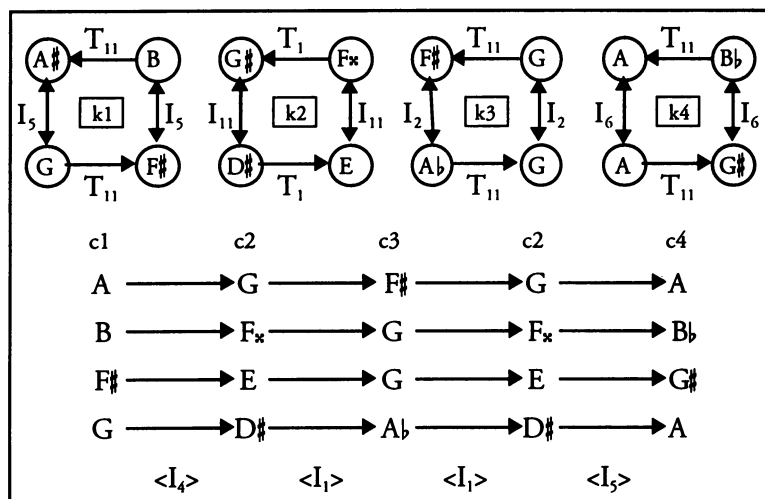 T₁₁ T₁ T₁₁ T₁₁
A♯ B G♯ F𝄪 F♯ G A B♭
I₅ k1 I₅ I₁₁ k2 I₁₁ I₂ k3 I₂ I₆ k4 I₆
G F♯ D♯ E A♭ G A G♯
T₁₁ T₁ T₁₁ T₁₁
c1 c2 c3 c2 c4
A G F♯ G A
B F𝄪 G F𝄪 B♭
F♯ E G E G♯
G D♯ A♭ D♯ A
<I₄> <I₁> <I₁> <I₅>